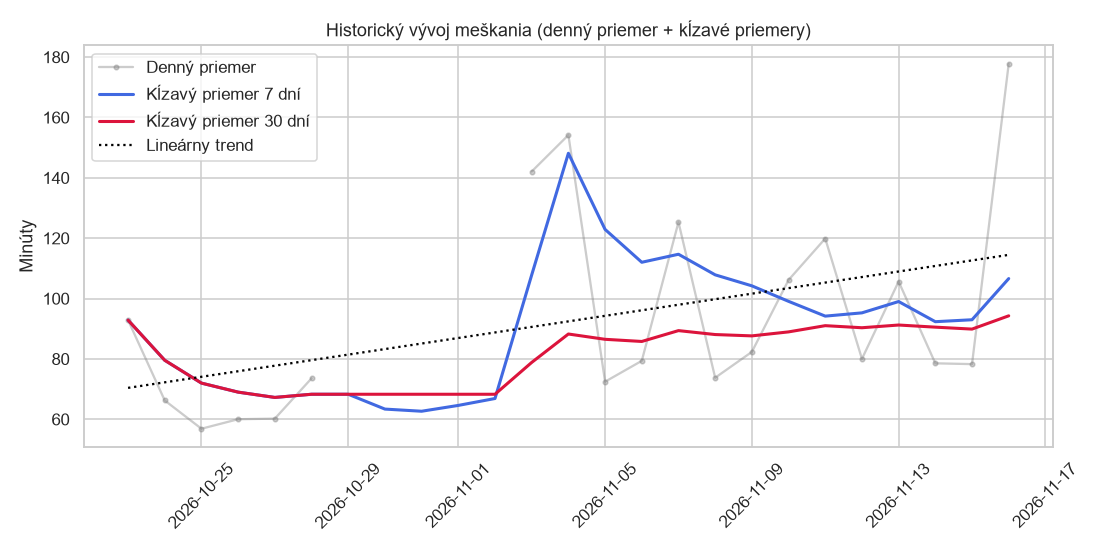 Historický vývoj meškania (denný priemer + kĺzavé priemery)
Minúty
180
160
140
120
100
80
60
Denný priemer
Kĺzavý priemer 7 dní
Kĺzavý priemer 30 dní
Lineárny trend
2026-10-25
2026-10-29
2026-11-01
2026-11-05
2026-11-09
2026-11-13
2026-11-17